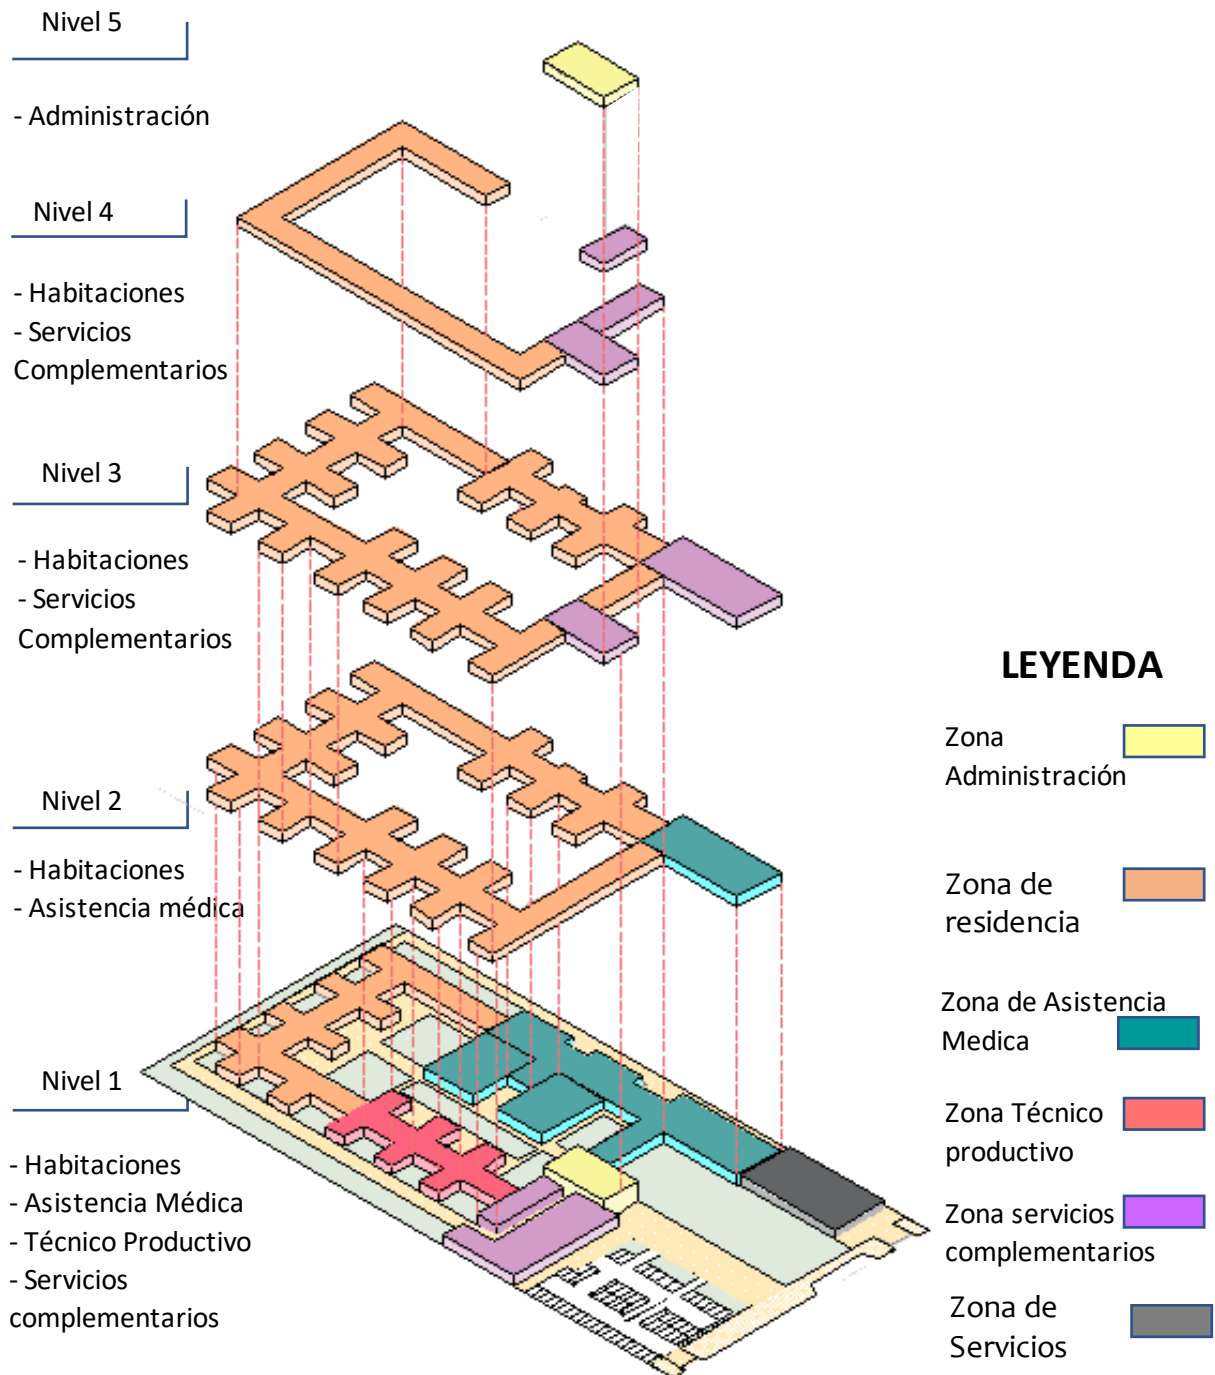 Nivel 5
- Administración
Nivel 4
- Habitaciones
- Servicios
Complementarios
Nivel 3
- Habitaciones
- Servicios
Complementarios
Nivel 2
- Habitaciones
- Asistencia médica
Nivel 1
- Habitaciones
- Asistencia Médica
- Técnico Productivo
- Servicios
complementarios
LEYENDA
Zona
Administración
Zona de
residencia
Zona de Asistencia
Medica
Zona Técnico
productivo
Zona servicios
complementarios
Zona de
Servicios